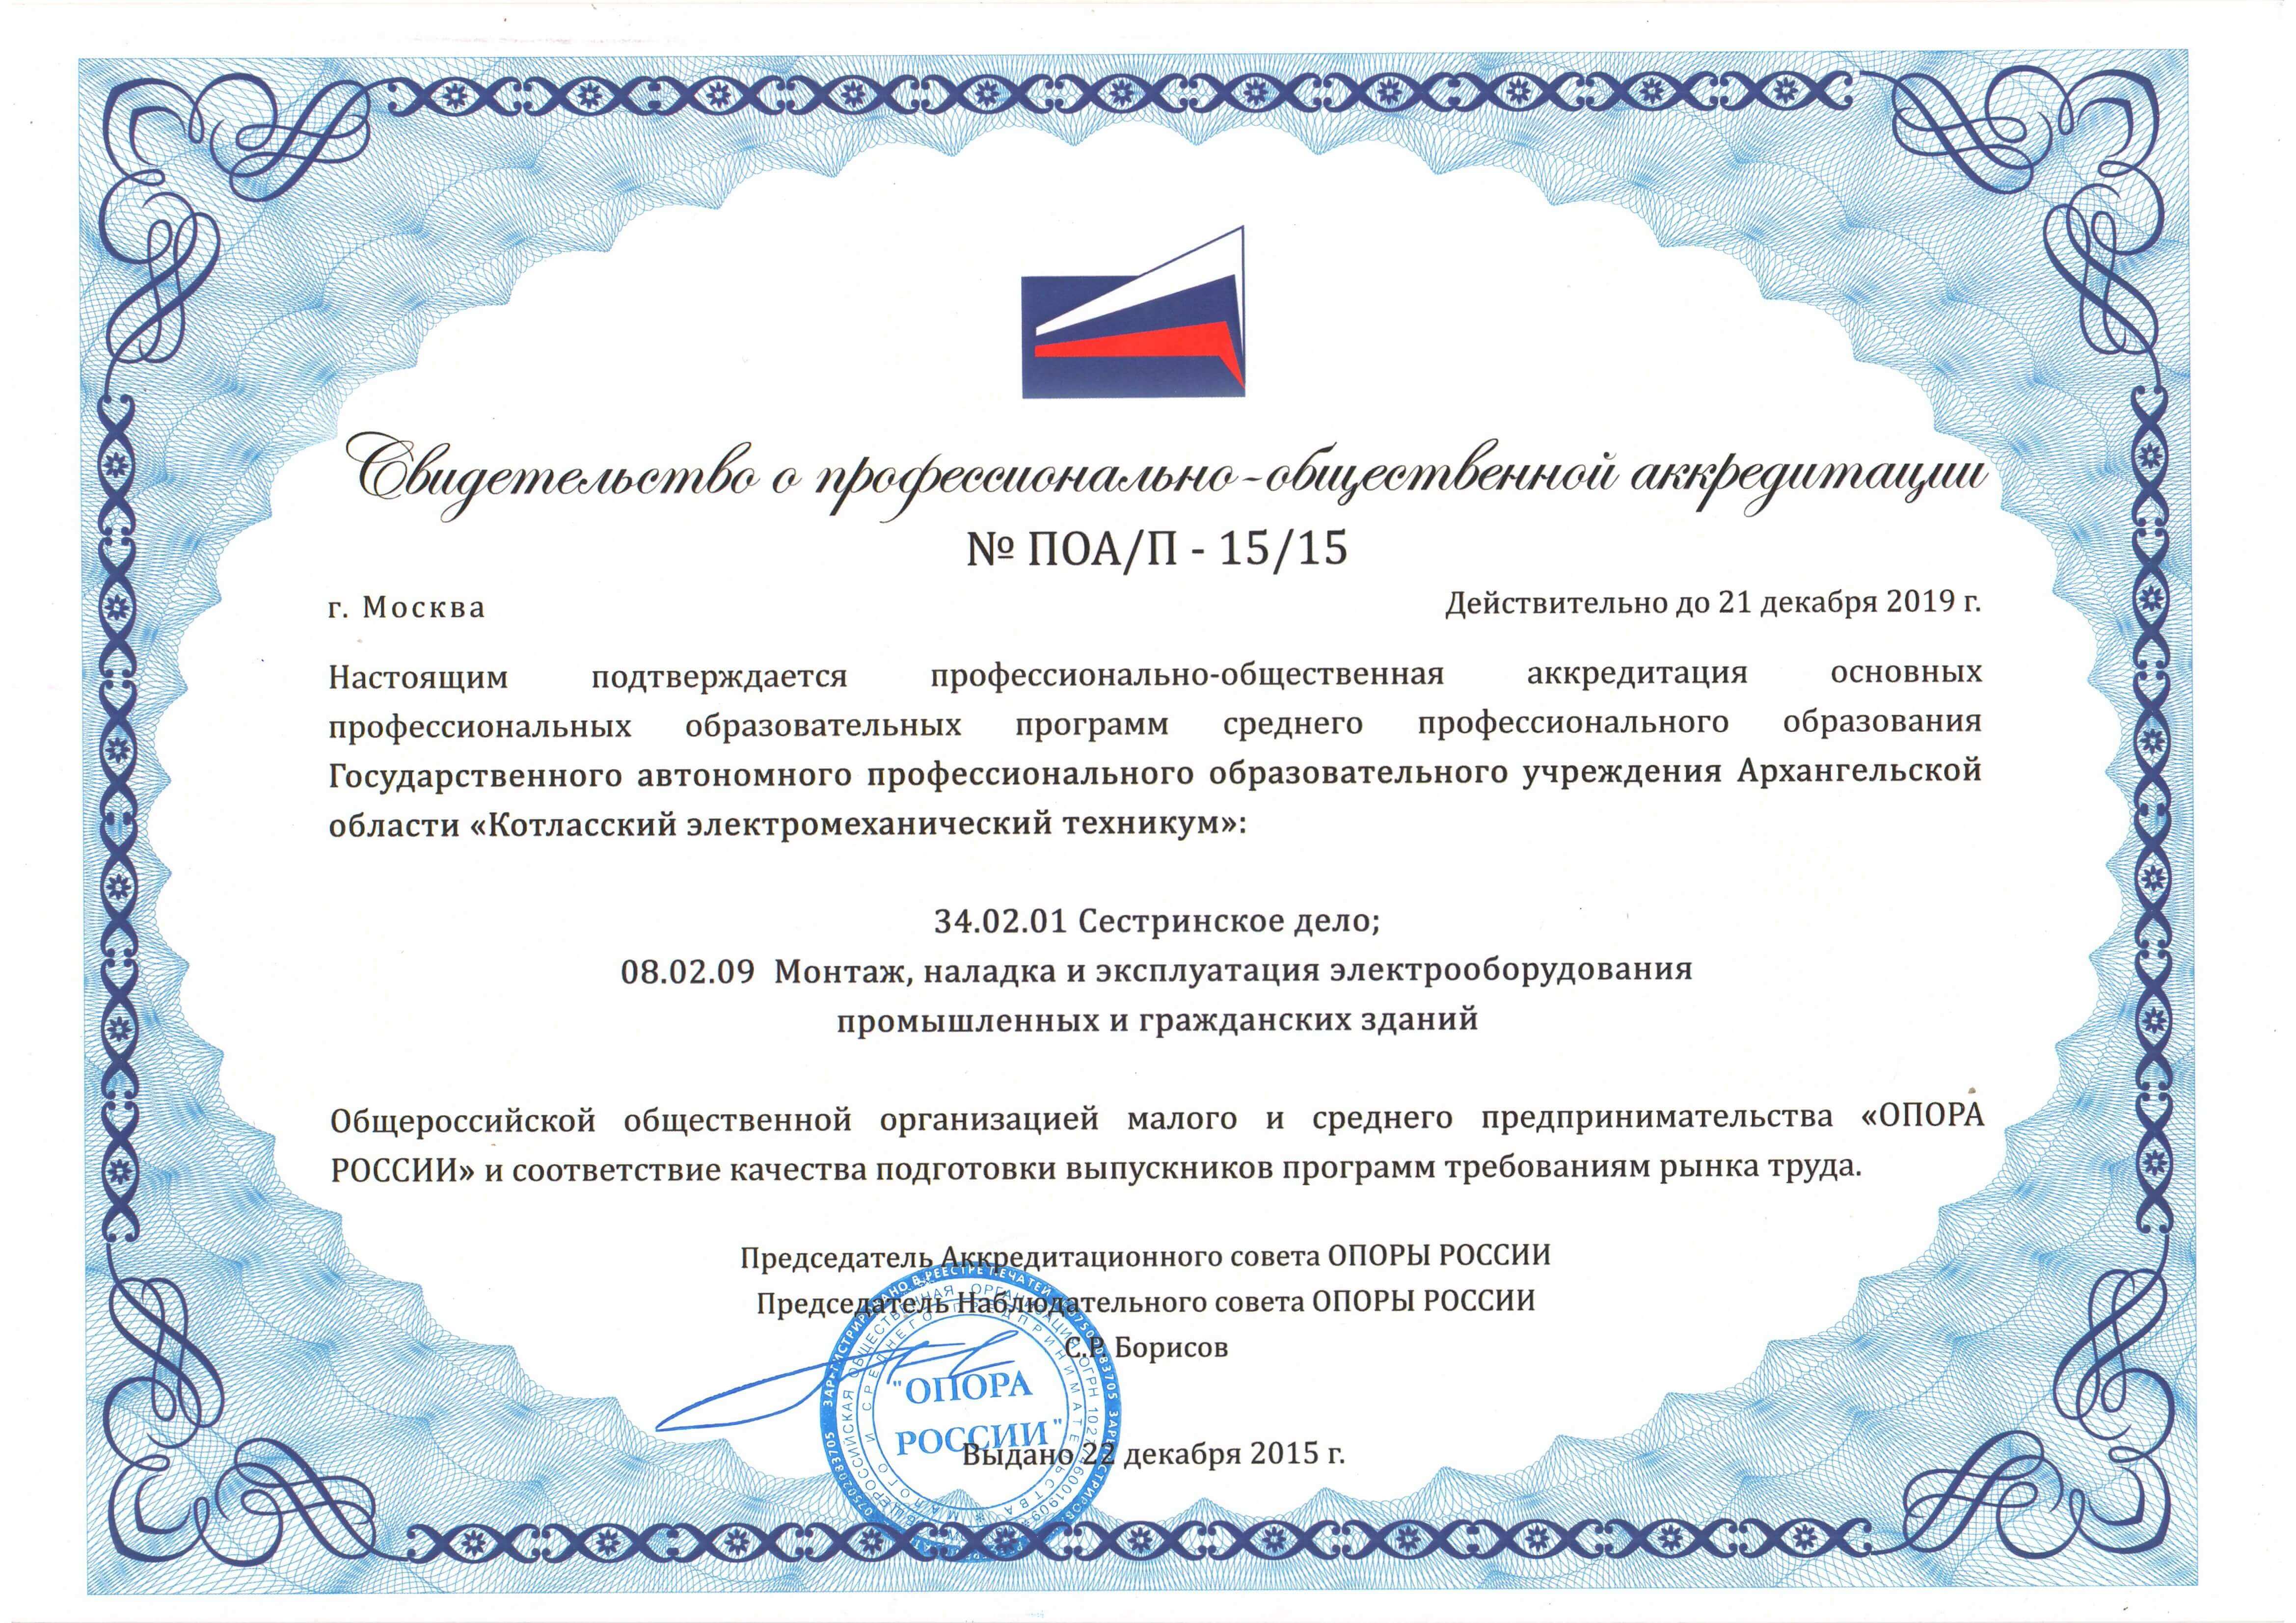 Свидетельство о профессионально-общественной аккредитации
№ ПОА/П - 15/15
г. Москва
Действительно до 21 декабря 2019 г.
Настоящим подтверждается профессионально-общественная аккредитация основных
профессиональных образовательных программ среднего профессионального образования
Государственного автономного профессионального образовательного учреждения Архангельской
области «Котласский электромеханический техникум»:
34.02.01 Сестринское дело;
08.02.09 Монтаж, наладка и эксплуатация электрооборудования
промышленных и гражданских зданий
Общероссийской общественной организацией малого и среднего предпринимательства «ОПОРА
РОССИИ» и соответствие качества подготовки выпускников программ требованиям рынка труда.
Председатель Аккредитационного совета ОПОРЫ РОССИИ
Председатель Наблюдательного совета ОПОРЫ РОССИИ
С.Р. Борисов
"ОПОРА
РОССИИ"
Выдано 22 декабря 2015 г.